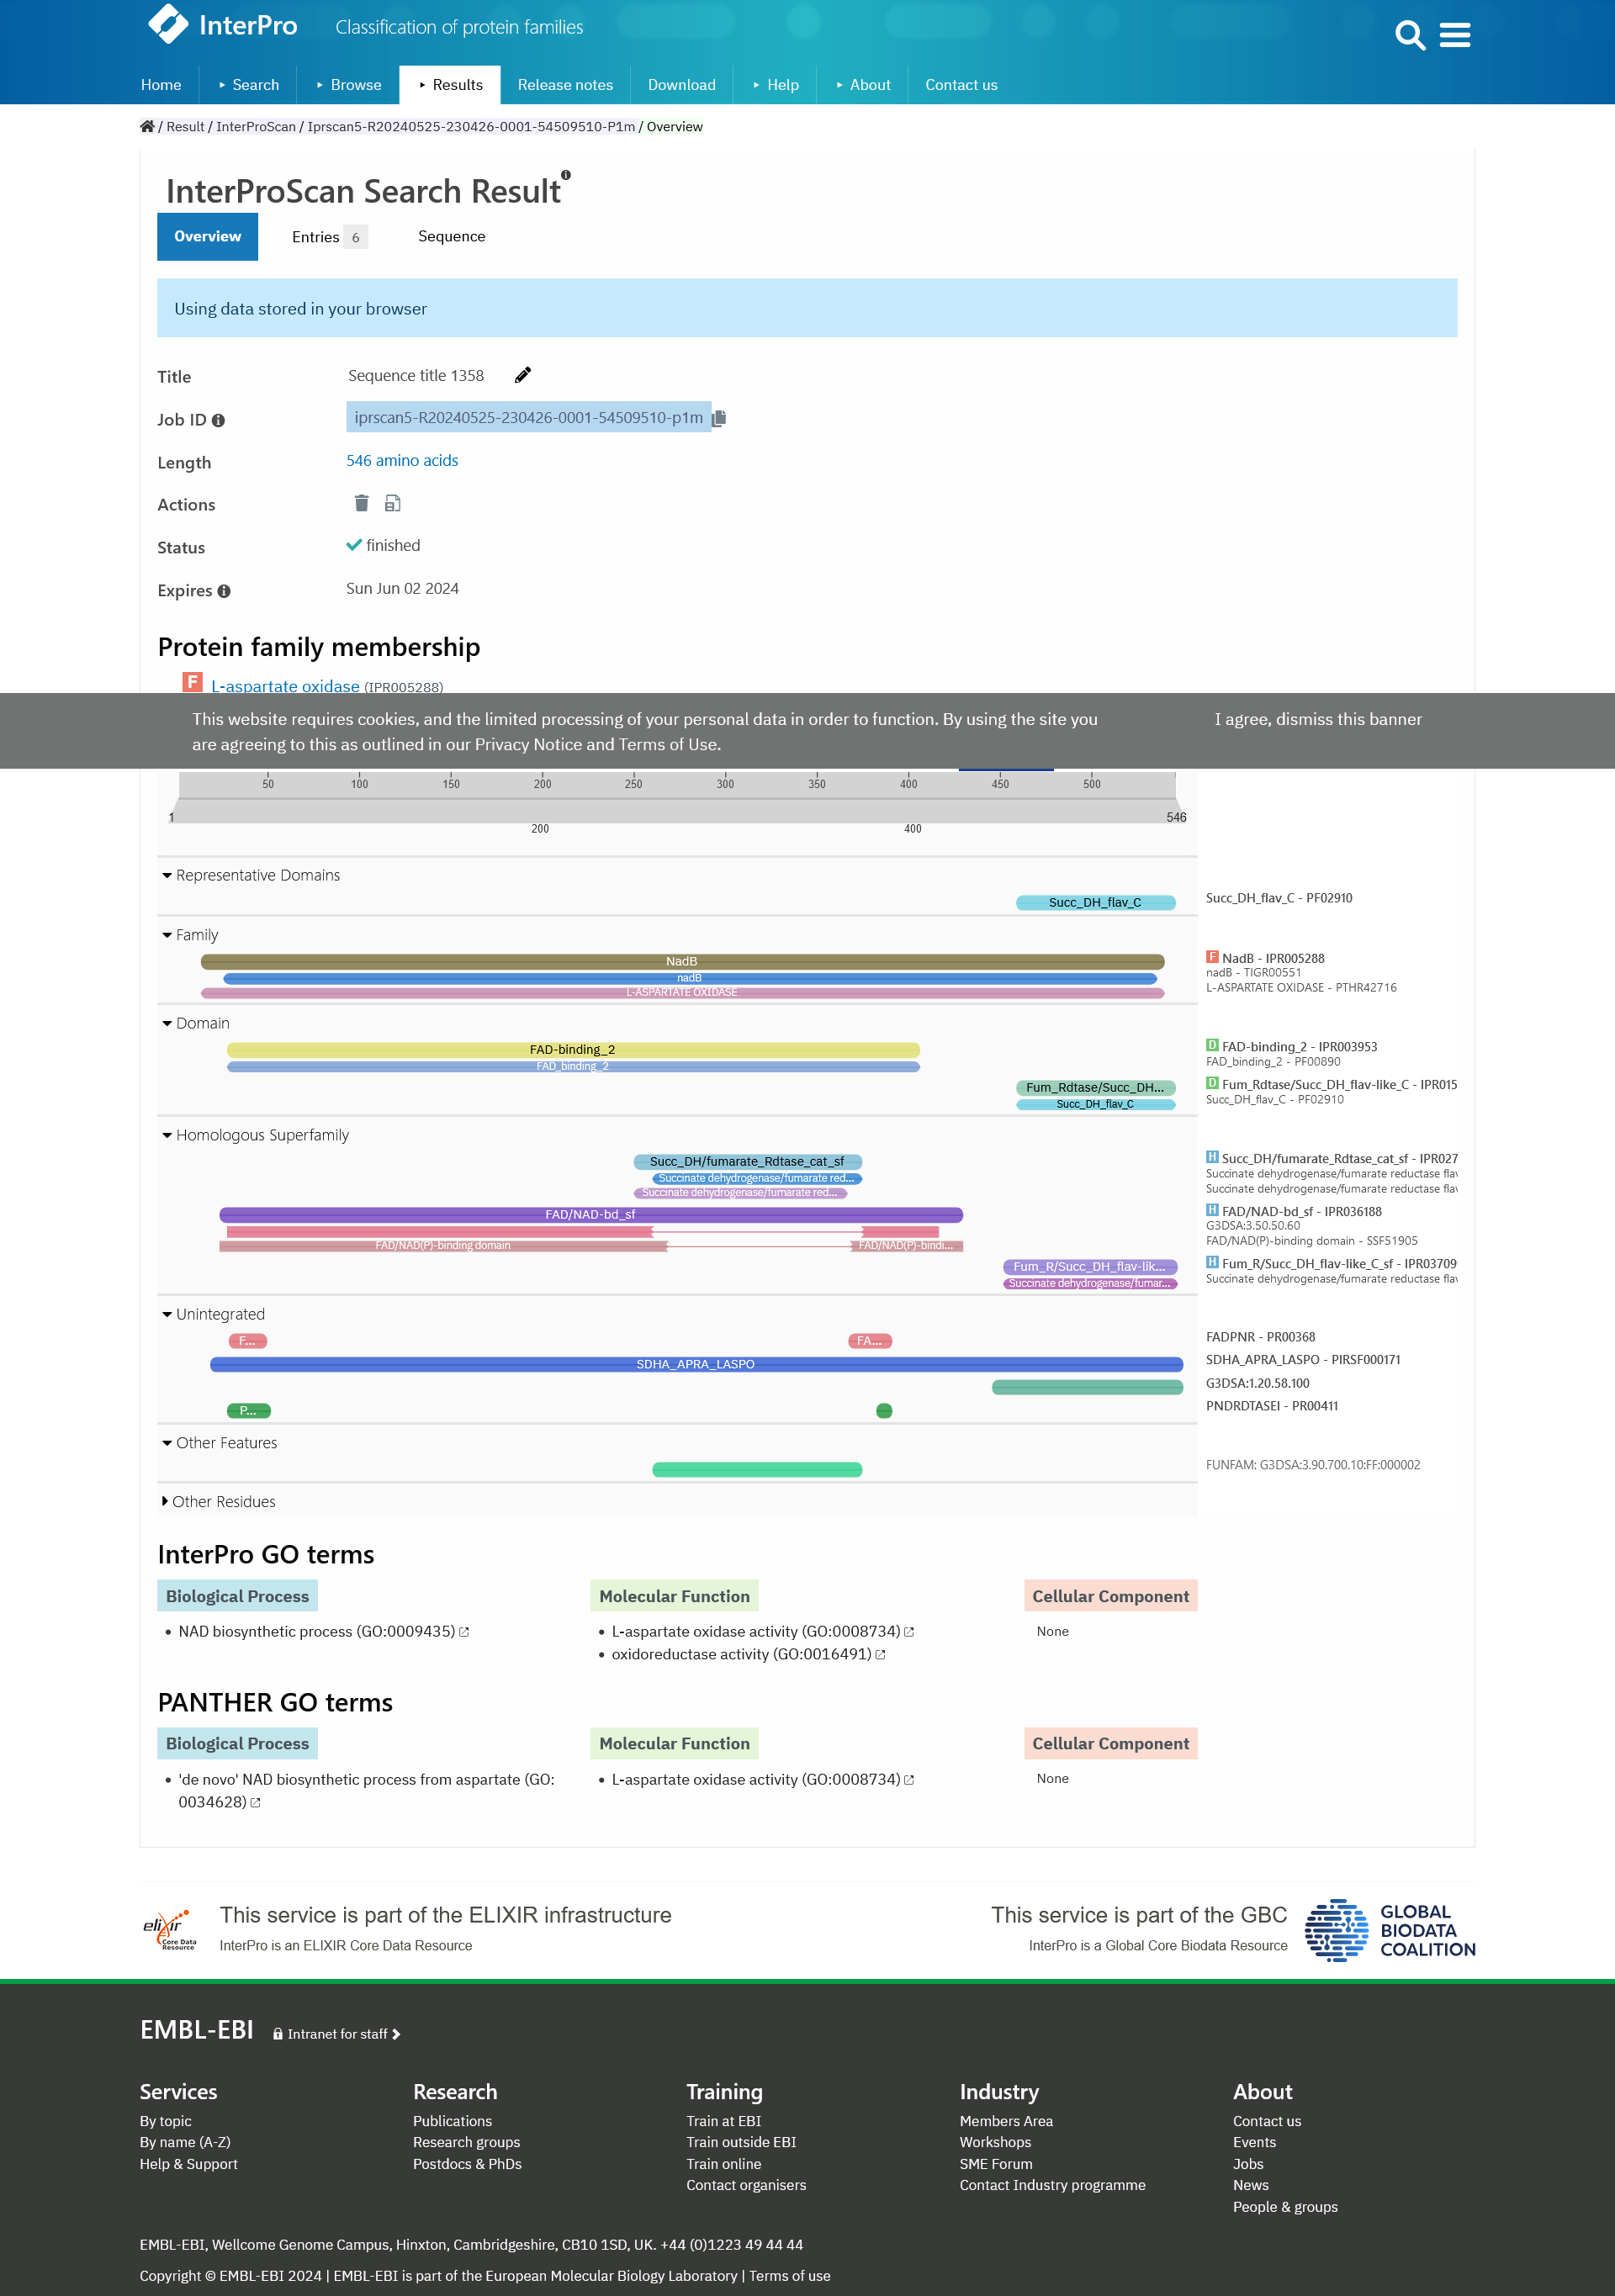 InterPro
Classification of protein families
Home
Search
Browse
Results
Release notes
Download
Help
About
Contact us
/ Result / InterProScan / Iprscan5-R20240525-230426-0001-54509510-P1m / Overview
InterProScan Search Result
Overview
Entries 6
Sequence
Using data stored in your browser
Title
Sequence title 1358
Job ID
iprscan5-R20240525-230426-0001-54509510-p1m
Length
546 amino acids
Actions
Status
finished
Expires
Sun Jun 02 2024
Protein family membership
F L-aspartate oxidase (IPR005288)
This website requires cookies, and the limited processing of your personal data in order to function. By using the site you
are agreeing to this as outlined in our Privacy Notice and Terms of Use.
I agree, dismiss this banner
50 100 150 200 250 300 350 400 450 500
1 546
200 400
Representative Domains
Succ_DH_flav_C
Succ_DH_flav_C - PF02910
Family
NadB
F NadB - IPR005288
nadB
nadB - TIGR00551
L-ASPARTATE OXIDASE
L-ASPARTATE OXIDASE - PTHR42716
Domain
FAD-binding_2
D FAD-binding_2 - IPR003953
FAD_binding_2
FAD_binding_2 - PF00890
Fum_Rdtase/Succ_DH...
D Fum_Rdtase/Succ_DH_flav-like_C - IPR015
Succ_DH_flav_C
Succ_DH_flav_C - PF02910
Homologous Superfamily
Succ_DH/fumarate_Rdtase_cat_sf
H Succ_DH/fumarate_Rdtase_cat_sf - IPR027
Succinate dehydrogenase/fumarate red...
Succinate dehydrogenase/fumarate reductase flav
Succinate dehydrogenase/fumarate red...
Succinate dehydrogenase/fumarate reductase flav
FAD/NAD-bd_sf
H FAD/NAD-bd_sf - IPR036188
G3DSA:3.50.50.60
FAD/NAD(P)-binding domain
FAD/NAD(P)-bindi...
FAD/NAD(P)-binding domain - SSF51905
Fum_R/Succ_DH_flav-lik...
H Fum_R/Succ_DH_flav-like_C_sf - IPR03709
Succinate dehydrogenase/fumar...
Succinate dehydrogenase/fumarate reductase flav
Unintegrated
F...
FA...
FADPNR - PR00368
SDHA_APRA_LASPO
SDHA_APRA_LASPO - PIRSF000171
G3DSA:1.20.58.100
P...
PNDRDTASEI - PR00411
Other Features
FUNFAM: G3DSA:3.90.700.10:FF:000002
Other Residues
InterPro GO terms
Biological Process
Molecular Function
Cellular Component
NAD biosynthetic process (GO:0009435)
L-aspartate oxidase activity (GO:0008734)
None
oxidoreductase activity (GO:0016491)
PANTHER GO terms
Biological Process
Molecular Function
Cellular Component
'de novo' NAD biosynthetic process from aspartate (GO:
0034628)
L-aspartate oxidase activity (GO:0008734)
None
elixir
Core Data
Resource
This service is part of the ELIXIR infrastructure
InterPro is an ELIXIR Core Data Resource
This service is part of the GBC
InterPro is a Global Core Biodata Resource
GLOBAL
BIODATA
COALITION
EMBL-EBI
Intranet for staff
Services
By topic
By name (A-Z)
Help & Support
Research
Publications
Research groups
Postdocs & PhDs
Training
Train at EBI
Train outside EBI
Train online
Contact organisers
Industry
Members Area
Workshops
SME Forum
Contact Industry programme
About
Contact us
Events
Jobs
News
People & groups
EMBL-EBI, Wellcome Genome Campus, Hinxton, Cambridgeshire, CB10 1SD, UK. +44 (0)1223 49 44 44
Copyright © EMBL-EBI 2024 | EMBL-EBI is part of the European Molecular Biology Laboratory | Terms of use